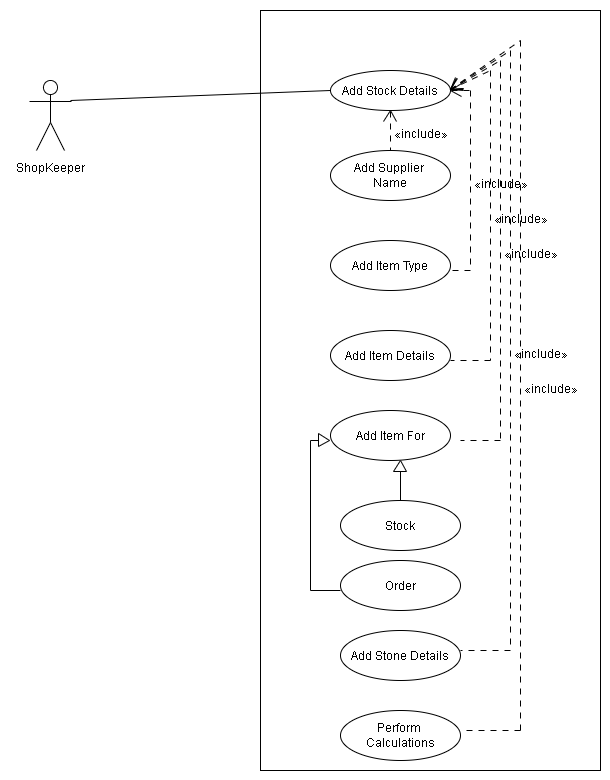 Add Stock Details
ShopKeeper
«include»
Add Supplier
Name
«include»
«include»
«include»
Add Item Type
Add Item Details
«include»
«include»
Add Item For
Stock
Order
Add Stone Details
Perform
Calculations